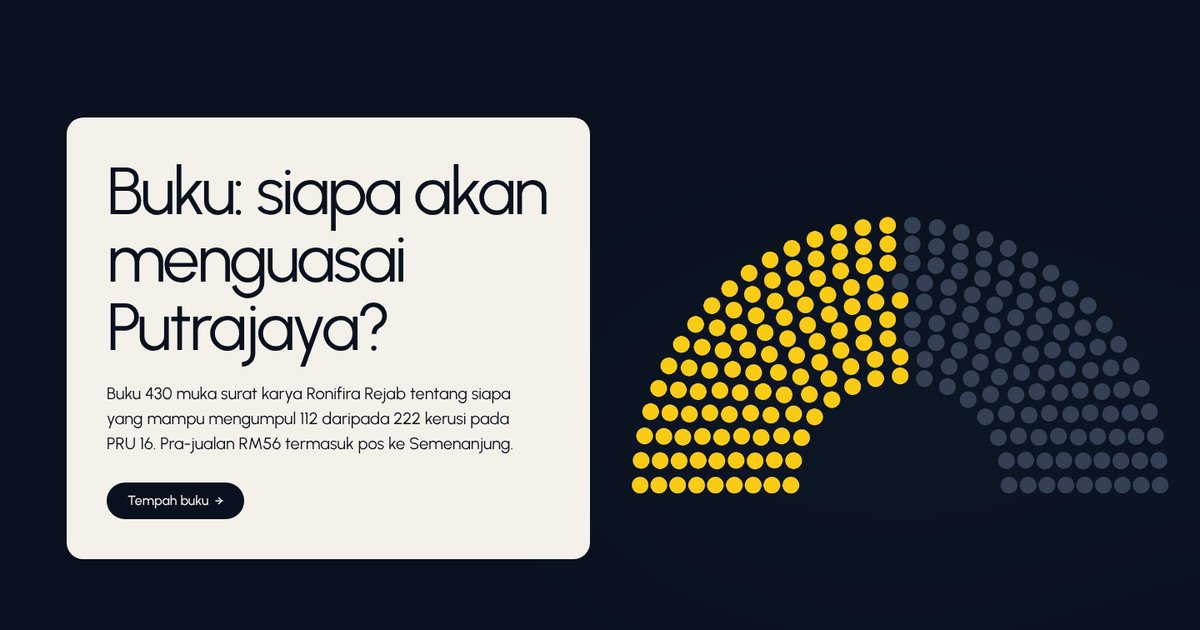 Buku: siapa akan
menguasai
Putrajaya?
Buku 430 muka surat karya Ronifira Rejab tentang siapa
yang mampu mengumpul 112 daripada 222 kerusi pada
PRU 16. Pra-jualan RM56 termasuk pos ke Semenanjung.
Tempah buku →